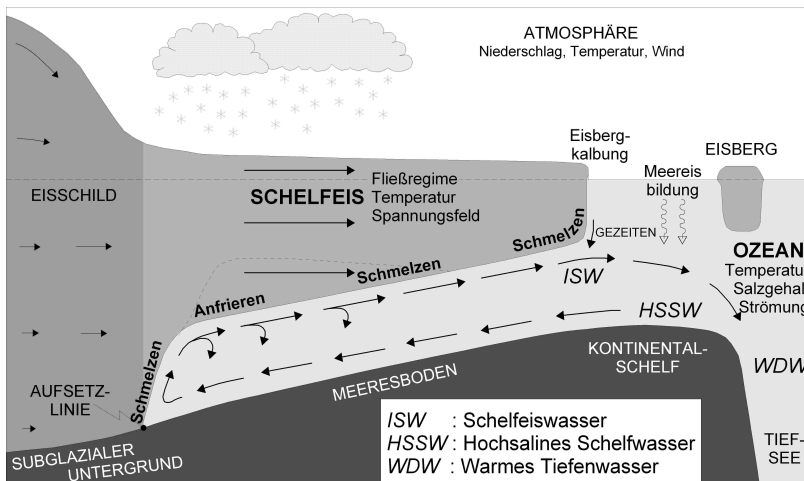 ATMOSPHÄRE
Niederschlag, Temperatur, Wind
Eisberg-
kalbung
Meereis
bildung
EISBERG
EISSCHILD
SCHELFEIS
Fließregime
Temperatur
Spannungsfeld
Schmelzen
GEZEITEN
OZEAN
Temperatur
Salzgehal
Strömung
Schmelzen
ISW
Anfrieren
HSSW
Schmelzen
KONTINENTAL-
SCHELF
WDW
MEERESBODEN
AUFSETZ-
LINIE
ISW : Schelfeiswasser
HSSW : Hochsalines Schelfwasser
WDW : Warmes Tiefenwasser
TIEF-
SEE
SUBGLAZIALER
UNTERGRUND